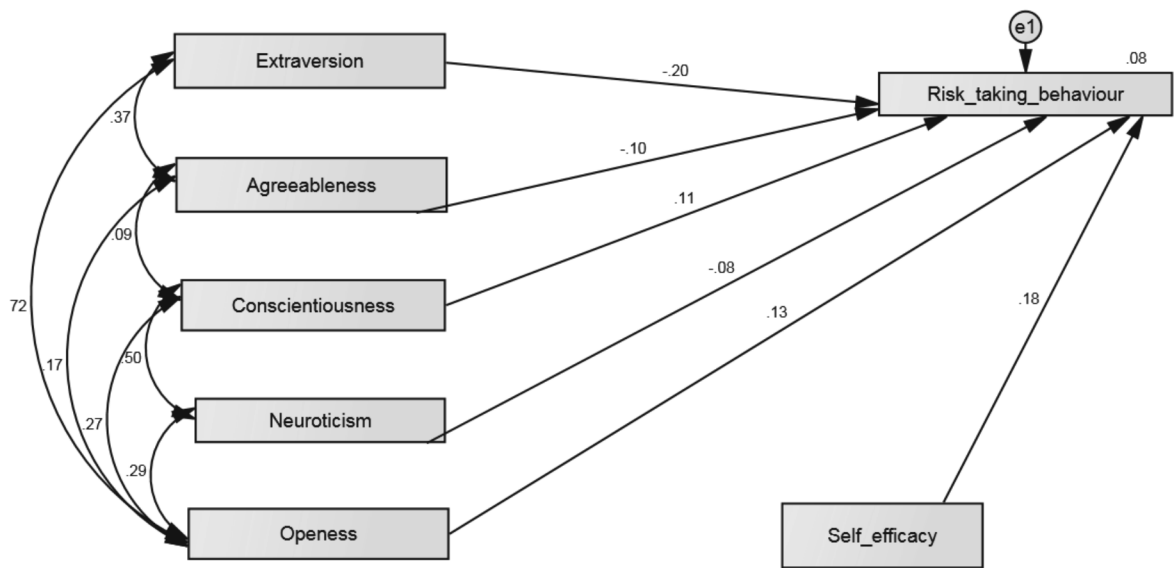 e1
.08
Extraversion
-.20
Risk_taking_behaviour
.37
-.10
Agreeableness
.11
.09
-.08
Conscientiousness
.18
72
.13
.50
.17
Neuroticism
.27
.29
Openess
Self_efficacy